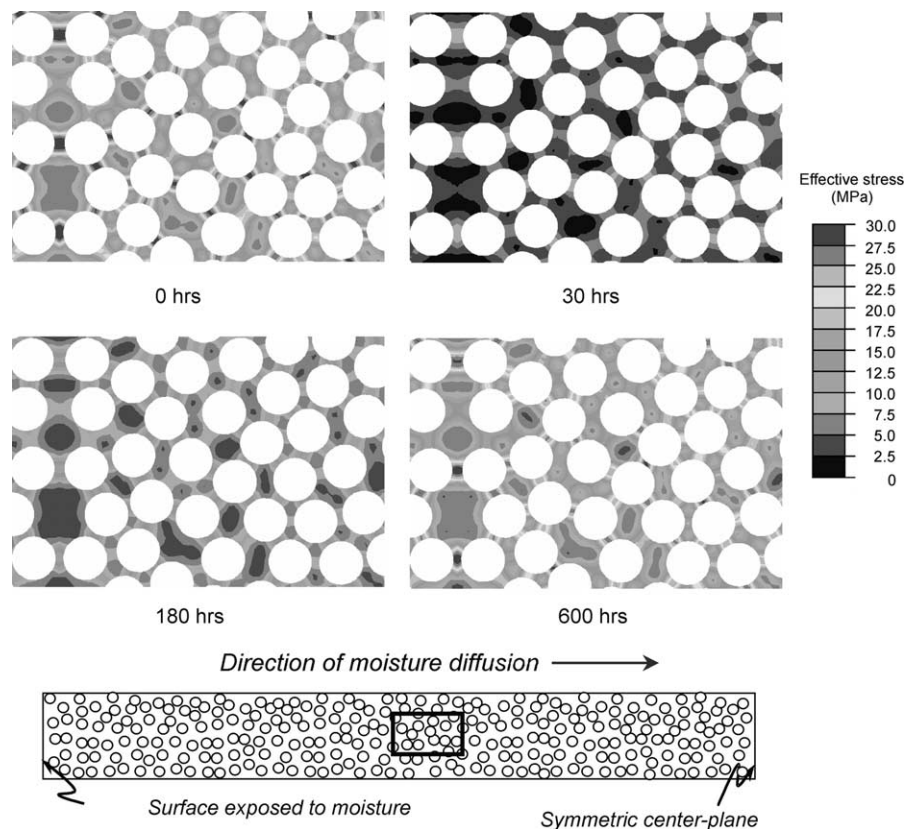 0 hrs
30 hrs
Effective stress
(MPa)
30.0
27.5
25.0
22.5
20.0
17.5
15.0
12.5
10.0
7.5
5.0
2.5
0
180 hrs
600 hrs
Direction of moisture diffusion
Surface exposed to moisture
Symmetric center-plane